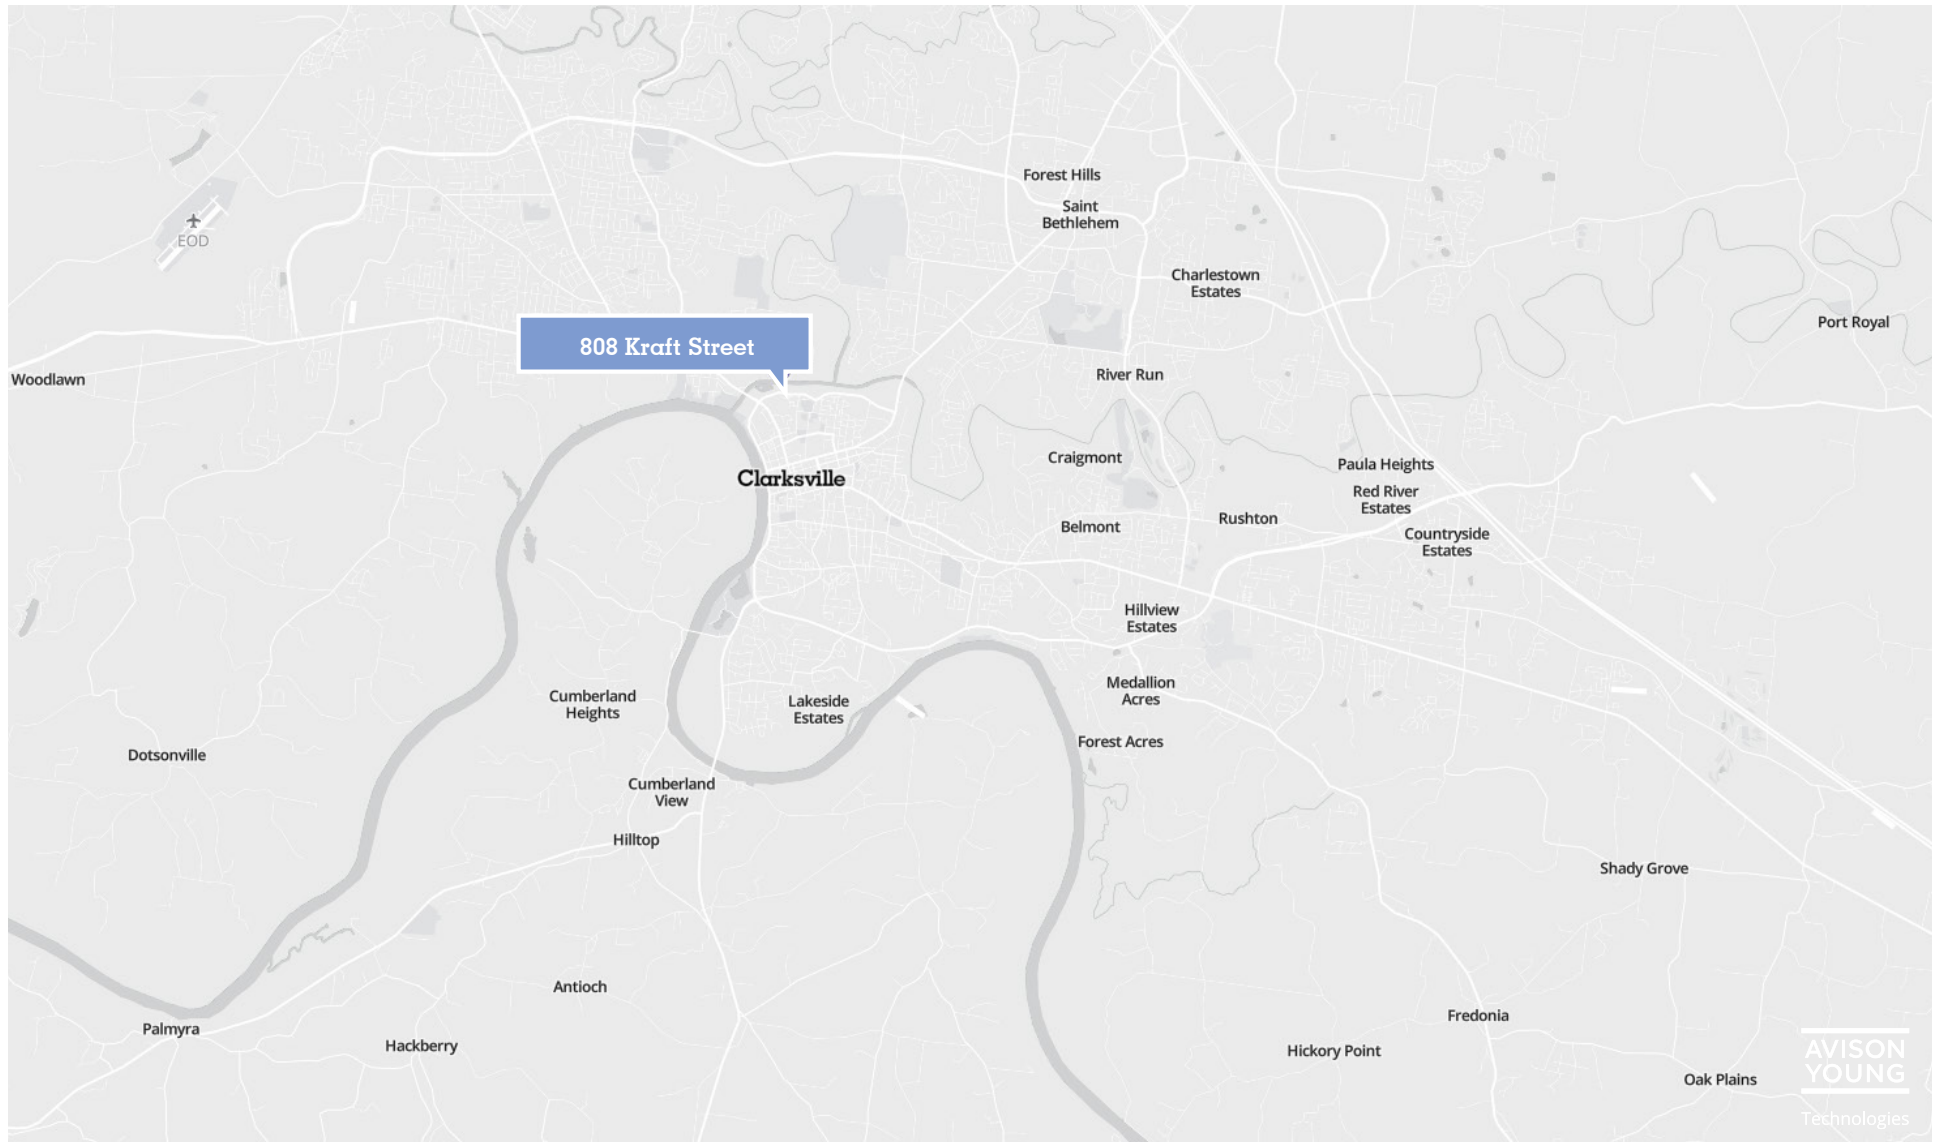 Forest Hills
Saint
Bethlehem
EOD
Charlestown
Estates
Port Royal
808 Kraft Street
Woodlawn
River Run
Craigmont
Paula Heights
Clarksville
Red River
Estates
Belmont
Rushton
Countryside
Estates
Hillview
Estates
Cumberland
Heights
Lakeside
Estates
Medallion
Acres
Dotsonville
Forest Acres
Cumberland
View
Hilltop
Shady Grove
Antioch
Fredonia
Palmyra
Hackberry
Hickory Point
Oak Plains
AVISON
YOUNG
Technologies